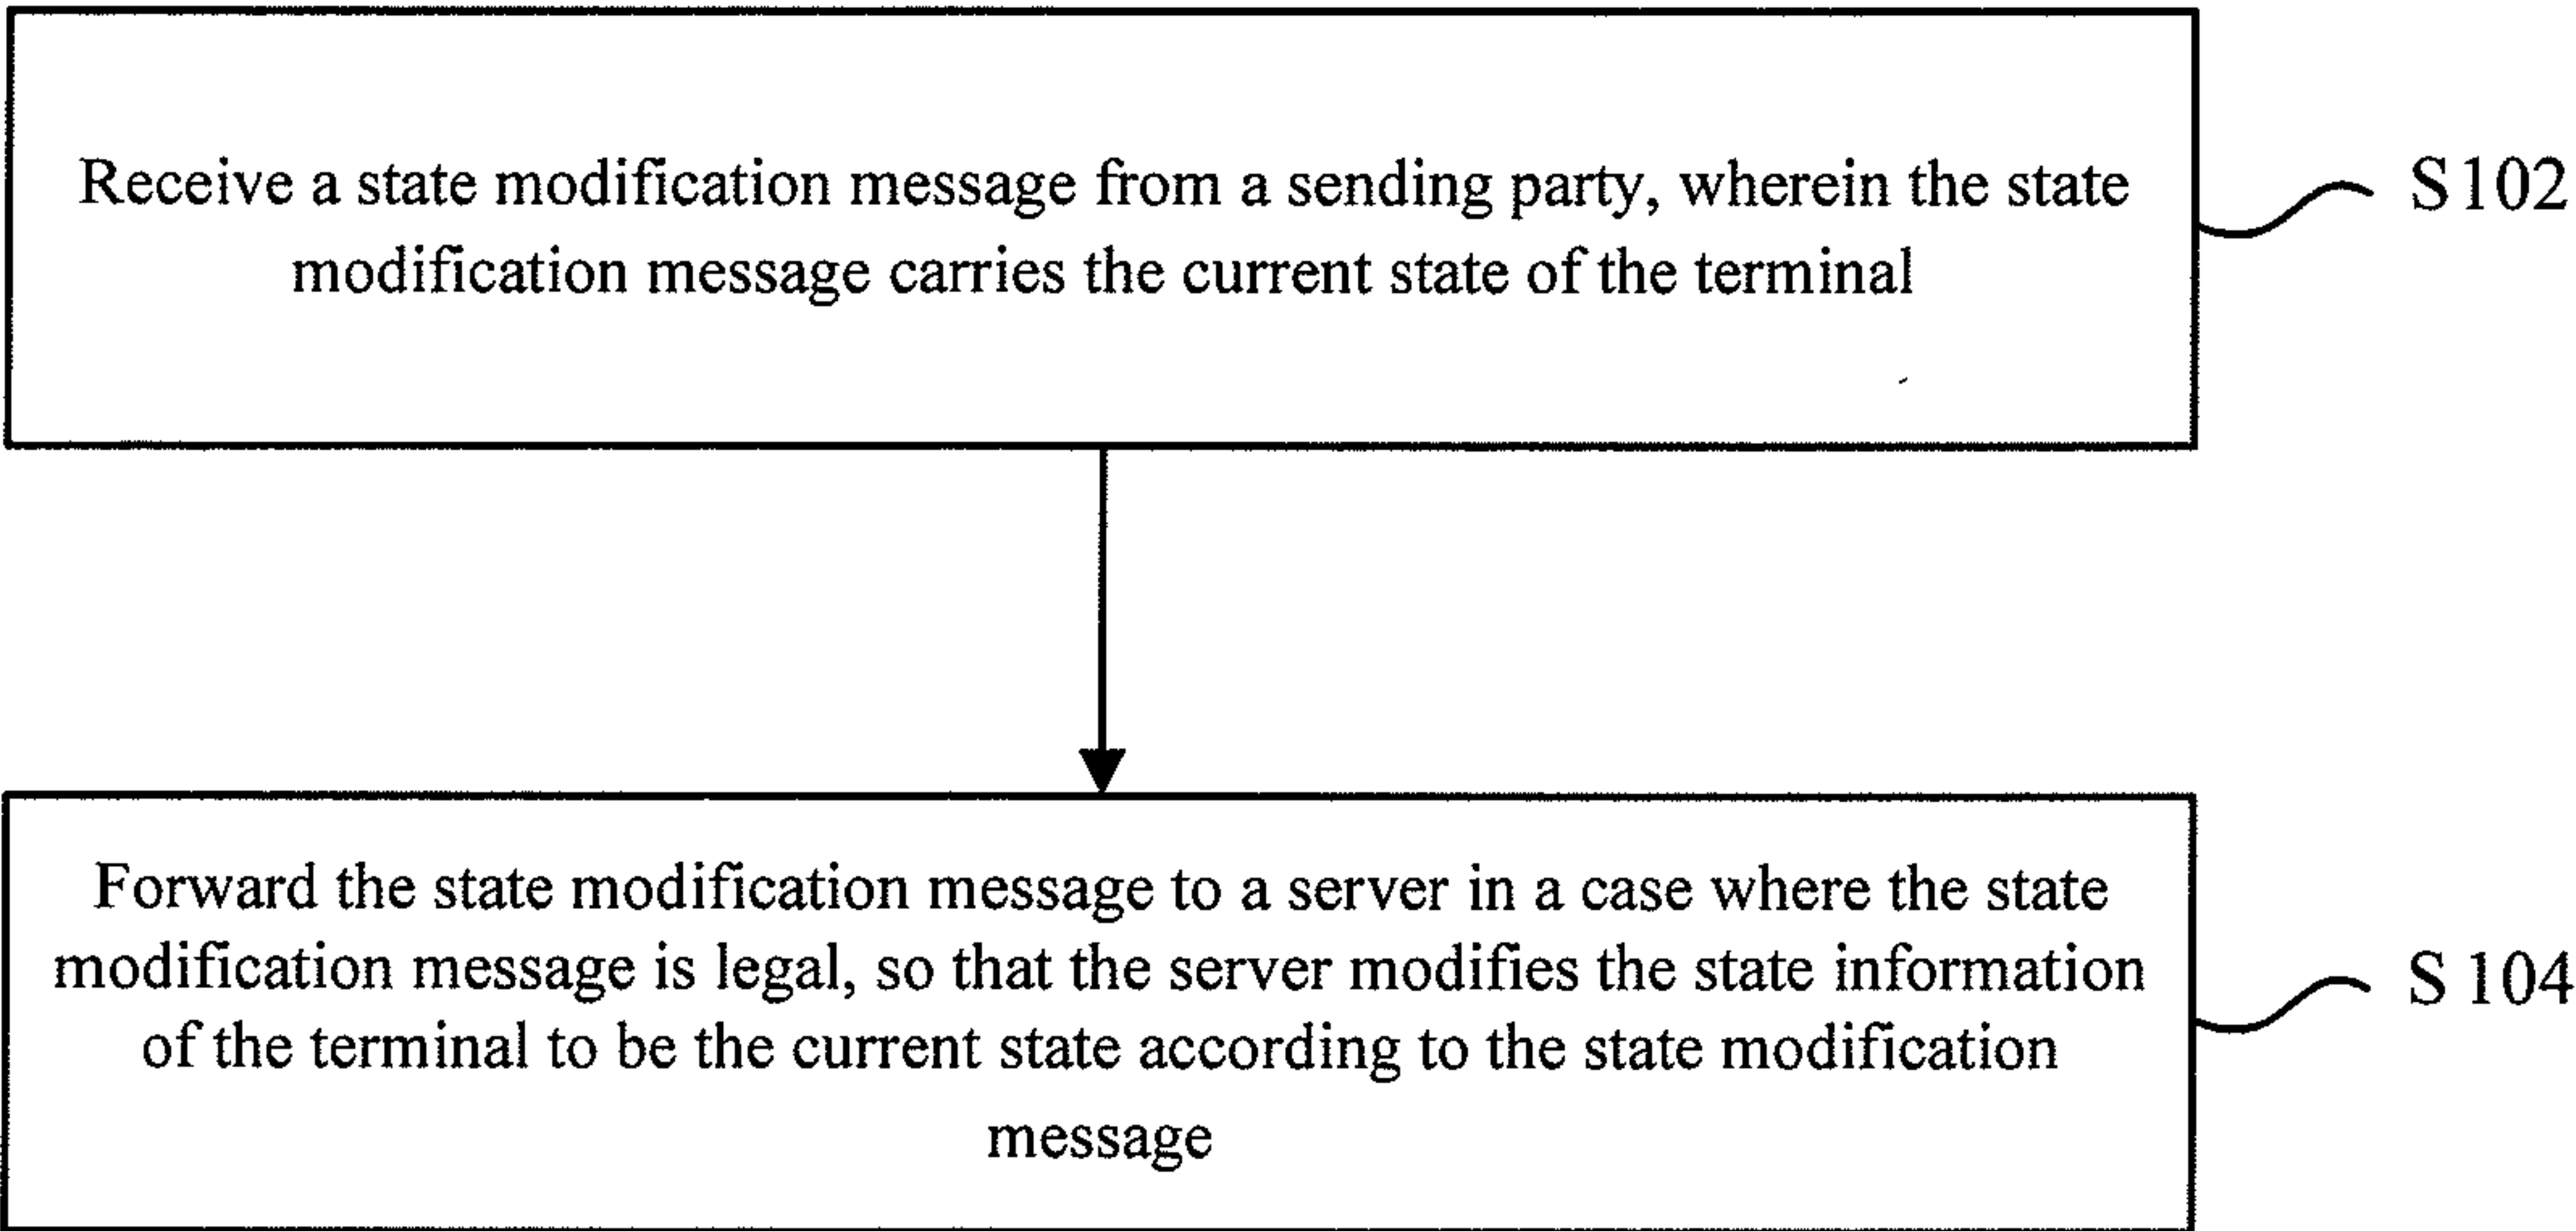 Receive a state modification message from a sending party, wherein the state
modification message carries the current state of the terminal
S102
Forward the state modification message to a server in a case where the state
modification message is legal, so that the server modifies the state information
of the terminal to be the current state according to the state modification
message
S 104